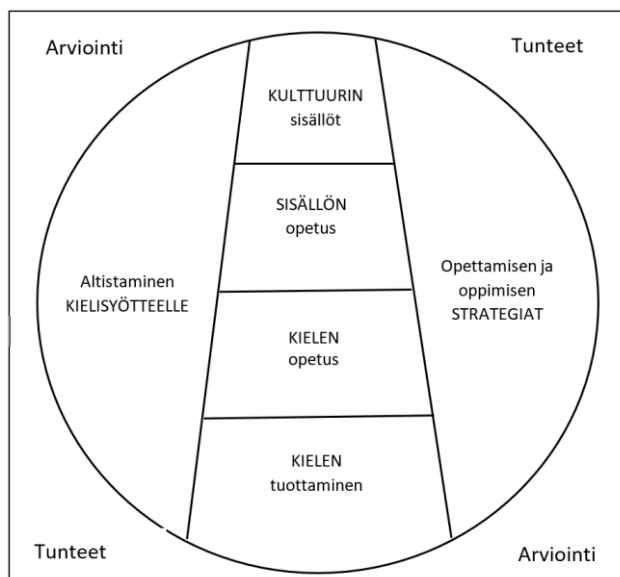 Arviointi
Tunteet
KULTTUURIN
sisällöt
SISÄLLÖN
opetus
Altistaminen
KIELISYÖTTEELLE
Opettamisen ja
oppimisen
STRATEGIAT
KIELEN
opetus
KIELEN
tuottaminen
Tunteet
Arviointi